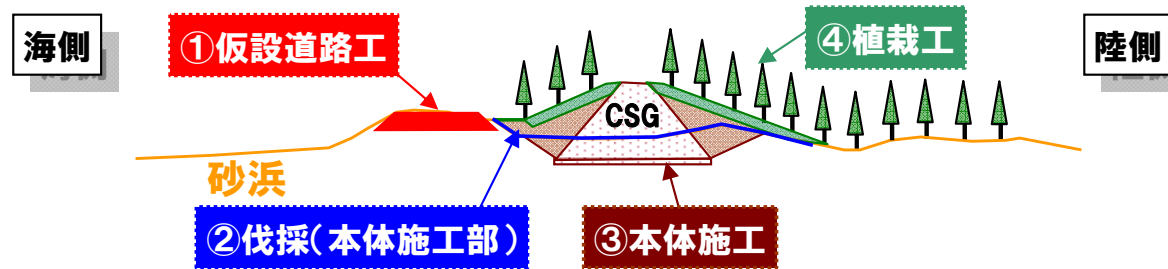 海側
①仮設道路工
④植栽工
陸側
CSG
砂浜
②伐採(本体施工部)
③本体施工